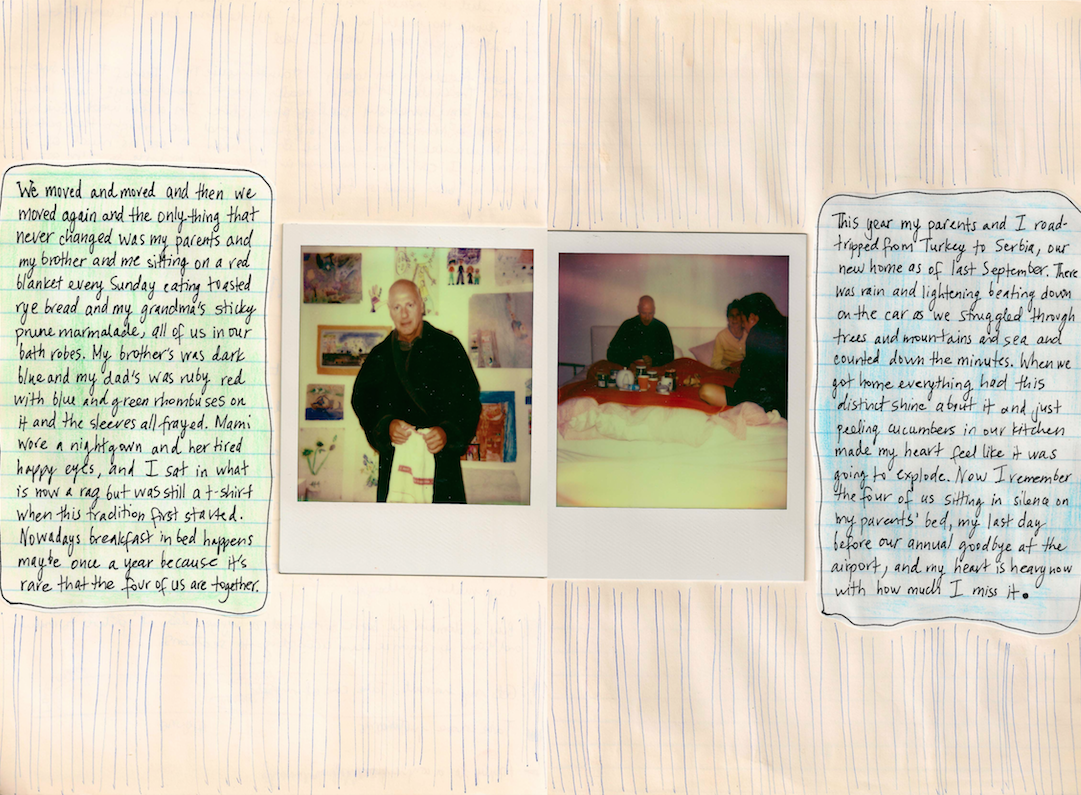 We moved and moved and then we
moved again and the only thing that
never changed was my parents and
my brother and me sitting on a red
blanket every Sunday eating toasted
rye bread and my grandma's sticky
prune marmalade, all of us in our
bath robes. My brother's was dark
blue and my dad's was ruby red
with blue and green rhombuses on
it and the sleeves all frayed. Mami
wore a nightgown and her tired
happy eyes, and I sat in what
is now a rag but was still a t-shirt
when this tradition first started.
Nowadays breakfast in bed happens
maybe once a year because it's
rare that the four of us are together.
This year my parents and I road-
tripped from Turkey to Serbia, our
new home as of last September. There
was rain and lightening beating down
on the car as we struggled through
trees and mountains and sea and
counted down the minutes. When we
got home everything had this
distinct shine about it and just
peeling cucumbers in our kitchen
made my heart feel like it was
going to explode. Now I remember
the four of us sitting in silence on
my parents' bed, my last day
before our annual goodbye at the
airport, and my heart is heavy now
with how much I miss it.